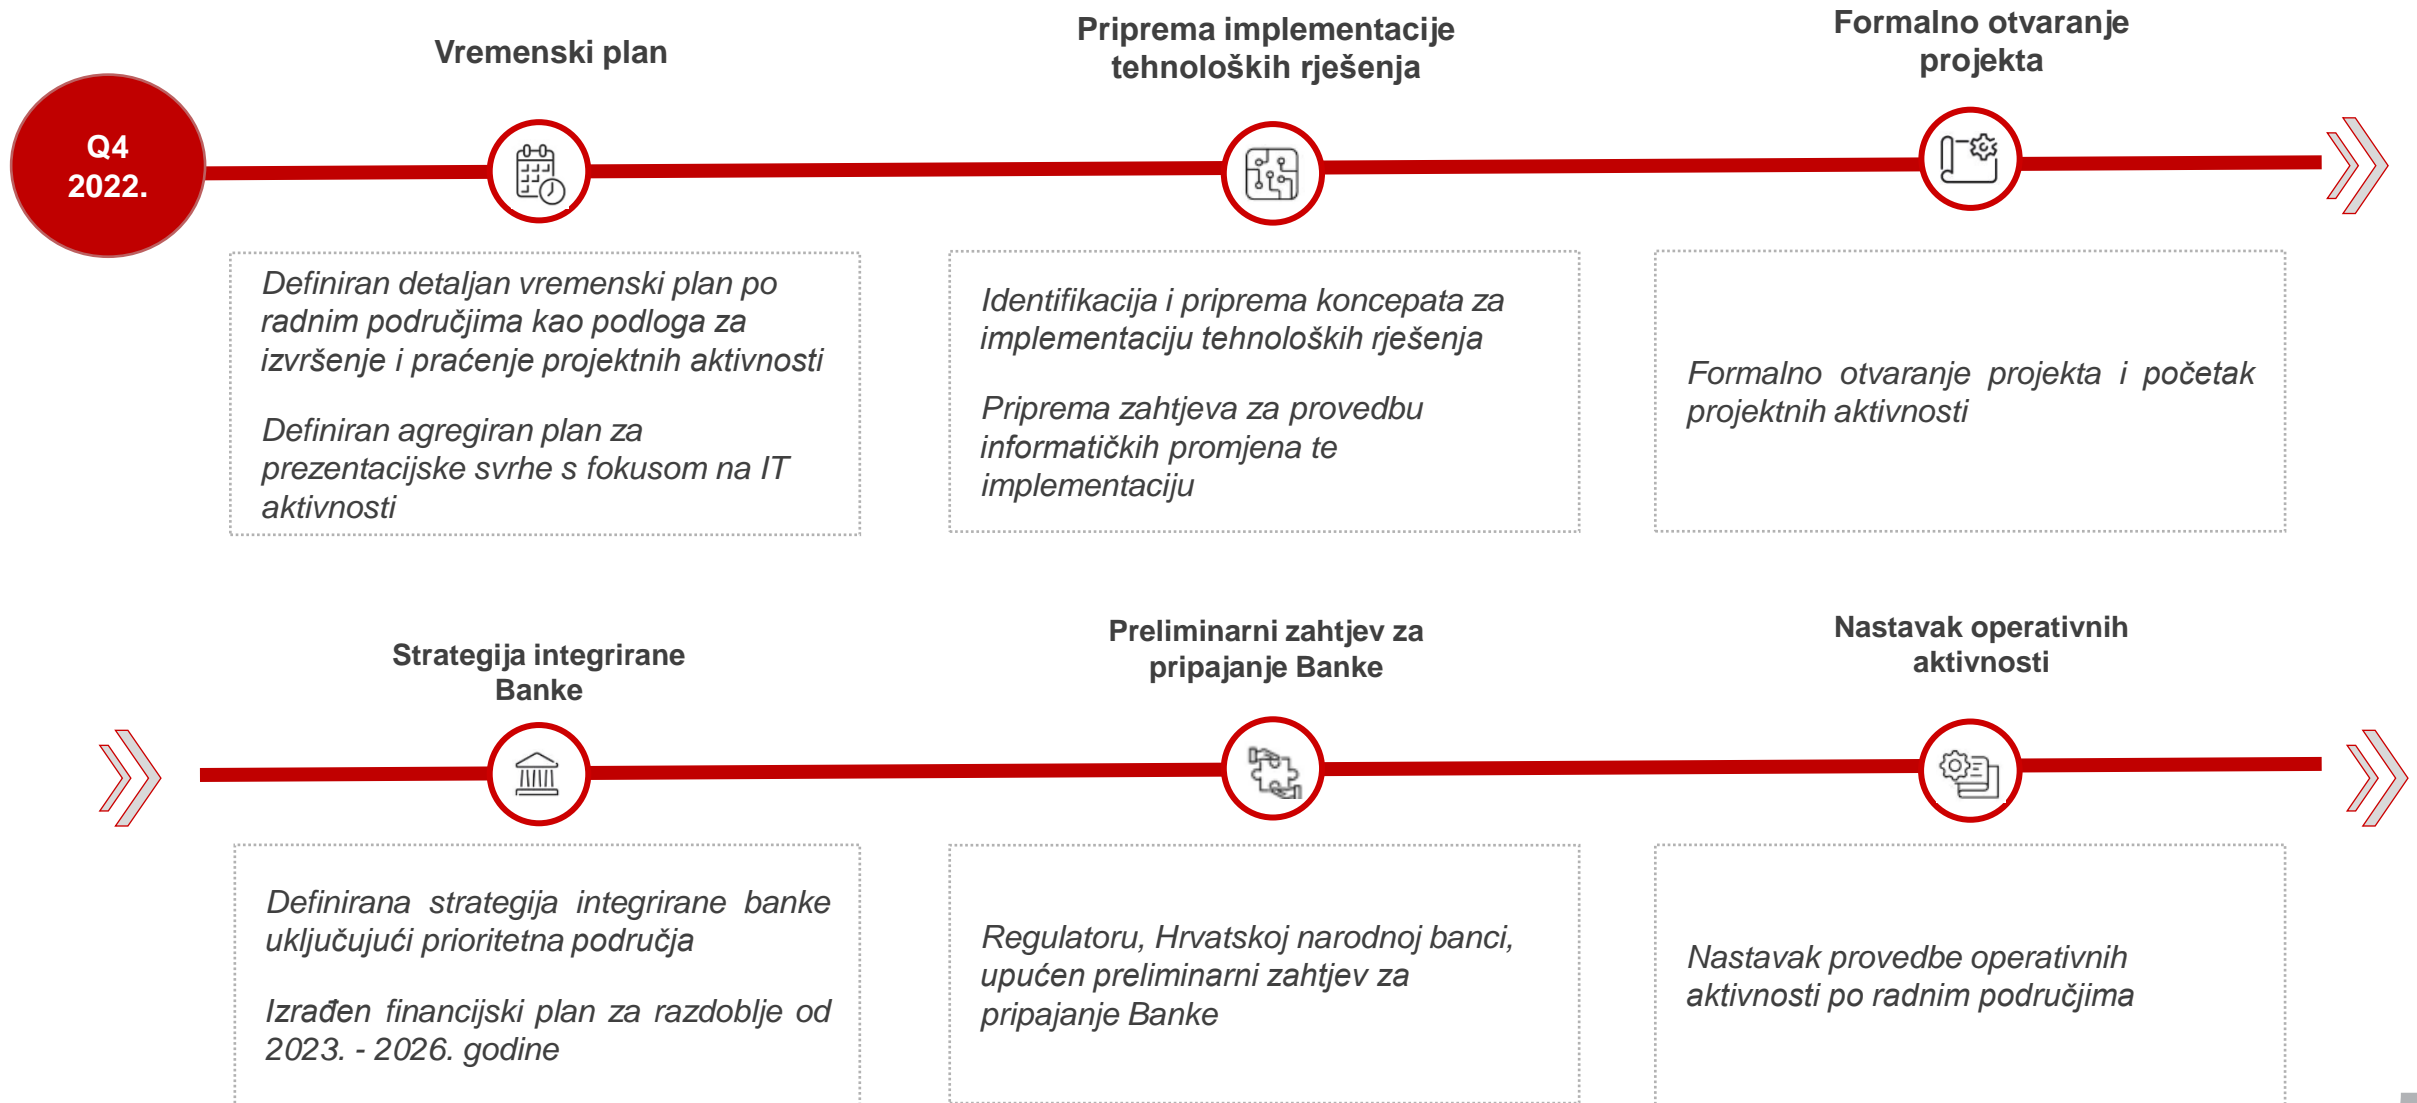 Q4
2022.
Vremenski plan
Definiran detaljan vremenski plan po
radnim područjima kao podloga za
izvršenje i praćenje projektnih aktivnosti
Definiran agregiran plan za
prezentacijske svrhe s fokusom na IT
aktivnosti
Priprema implementacije
tehnoloških rješenja
Identifikacija i priprema koncepata za
implementaciju tehnoloških rješenja
Priprema zahtjeva za provedbu
informatičkih promjena te
implementaciju
Formalno otvaranje
projekta
Formalno otvaranje projekta i početak
projektnih aktivnosti
Strategija integrirane
Banke
Definirana strategija integrirane banke
uključujući prioritetna područja
Izrađen financijski plan za razdoblje od
2023. - 2026. godine
Preliminarni zahtjev za
pripajanje Banke
Regulatoru, Hrvatskoj narodnoj banci,
upućen preliminarni zahtjev za
pripajanje Banke
Nastavak operativnih
aktivnosti
Nastavak provedbe operativnih
aktivnosti po radnim područjima